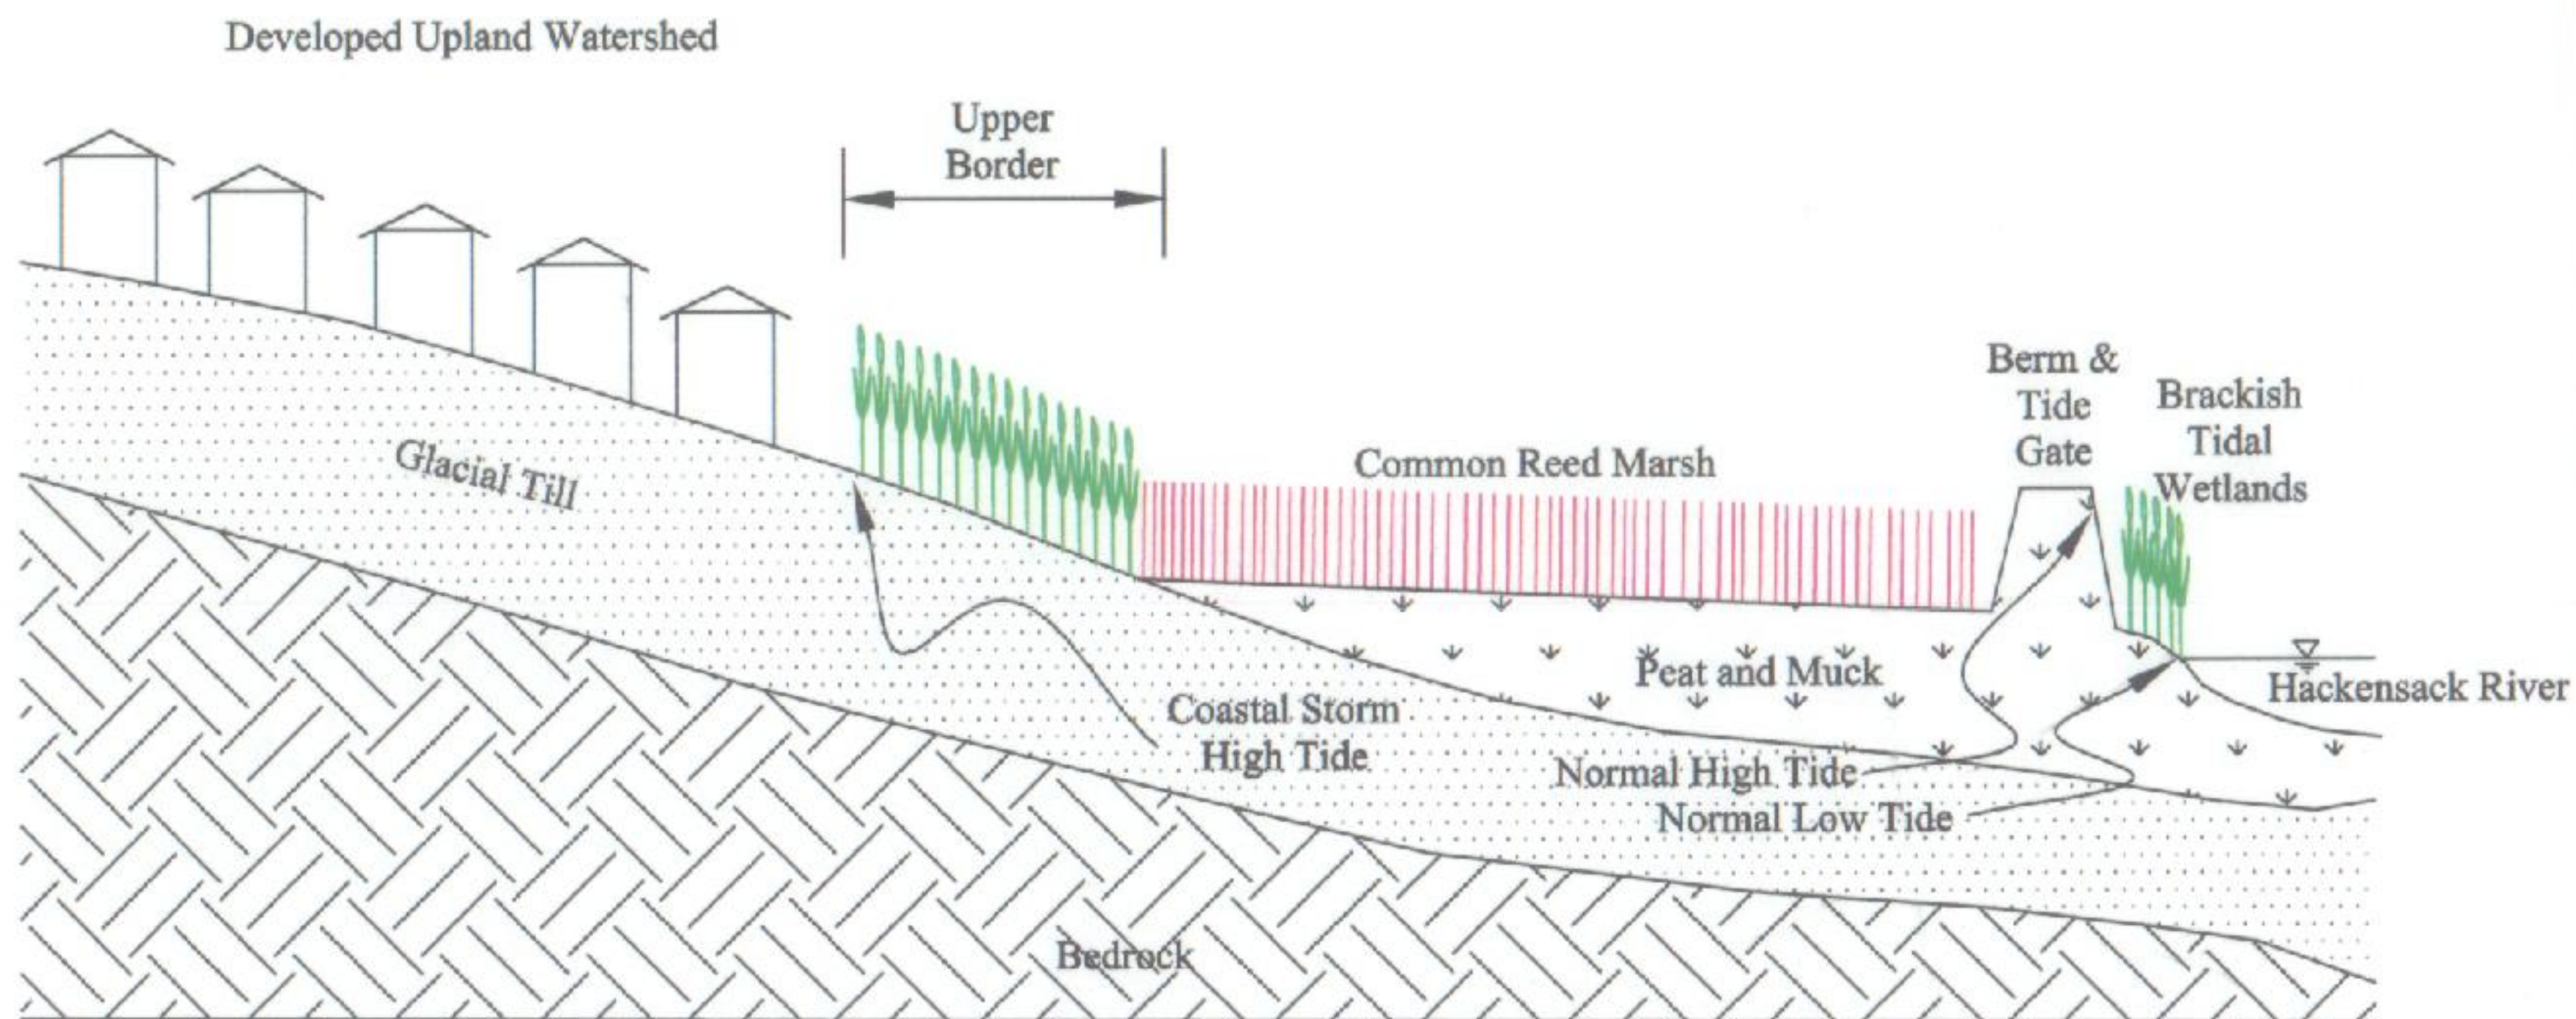 Developed Upland Watershed
Upper
Border
Berm &
Tide
Gate
Brackish
Tidal
Wetlands
Common Reed Marsh
Glacial Till
Peat and Muck
Hackensack River
Coastal Storm
High Tide
Normal High Tide
Normal Low Tide
Bedrock